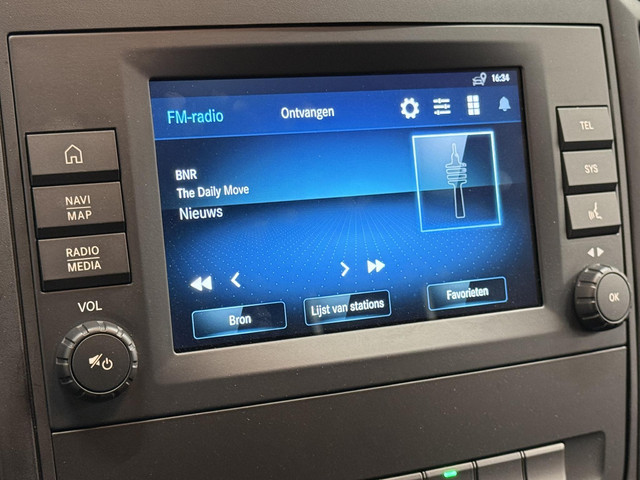 16:34
FM-radio
Ontvangen
BNR
The Daily Move
Nieuws
Bron
Lijst van stations
Favorieten
NAVI
MAP
RADIO
MEDIA
VOL
TEL
SYS
OK